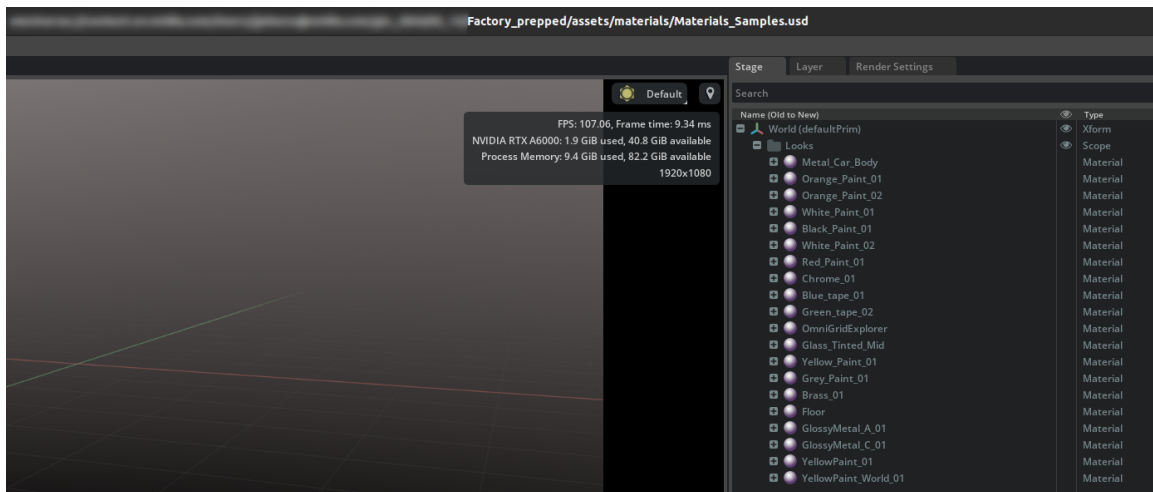 Factory_prepped/assets/materials/Materials_Samples.usd
Default
FPS: 107.06, Frame time: 9.34 ms
NVIDIA RTX A6000: 1.9 GiB used, 40.8 GiB available
Process Memory: 9.4 GiB used, 82.2 GiB available
1920x1080
Stage Layer Render Settings
Search
Name (Old to New) Type
World (defaultPrim) Xform
Looks Scope
Metal_Car_Body Material
Orange_Paint_01 Material
Orange_Paint_02 Material
White_Paint_01 Material
Black_Paint_01 Material
White_Paint_02 Material
Red_Paint_01 Material
Chrome_01 Material
Blue_tape_01 Material
Green_tape_02 Material
OmniGridExplorer Material
Glass_Tinted_Mid Material
Yellow_Paint_01 Material
Grey_Paint_01 Material
Brass_01 Material
Floor Material
GlossyMetal_A_01 Material
GlossyMetal_C_01 Material
YellowPaint_01 Material
YellowPaint_World_01 Material